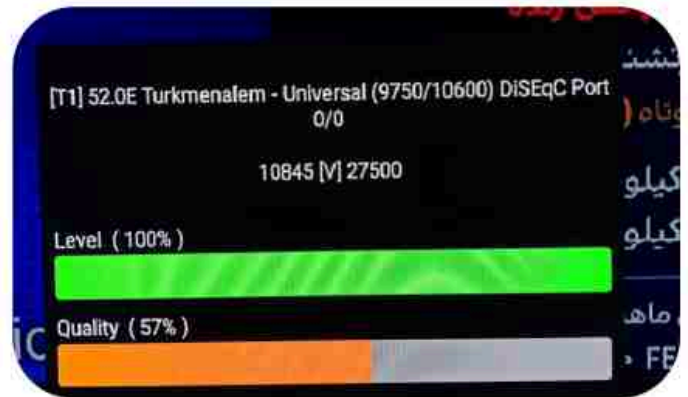 [T1] 52.0E Turkmenalem - Universal (9750/10600) DiSEqC Port
0/0
10845 [V] 27500
Level ( 100% )
Quality ( 57% )
کیلو
کیلو
FE